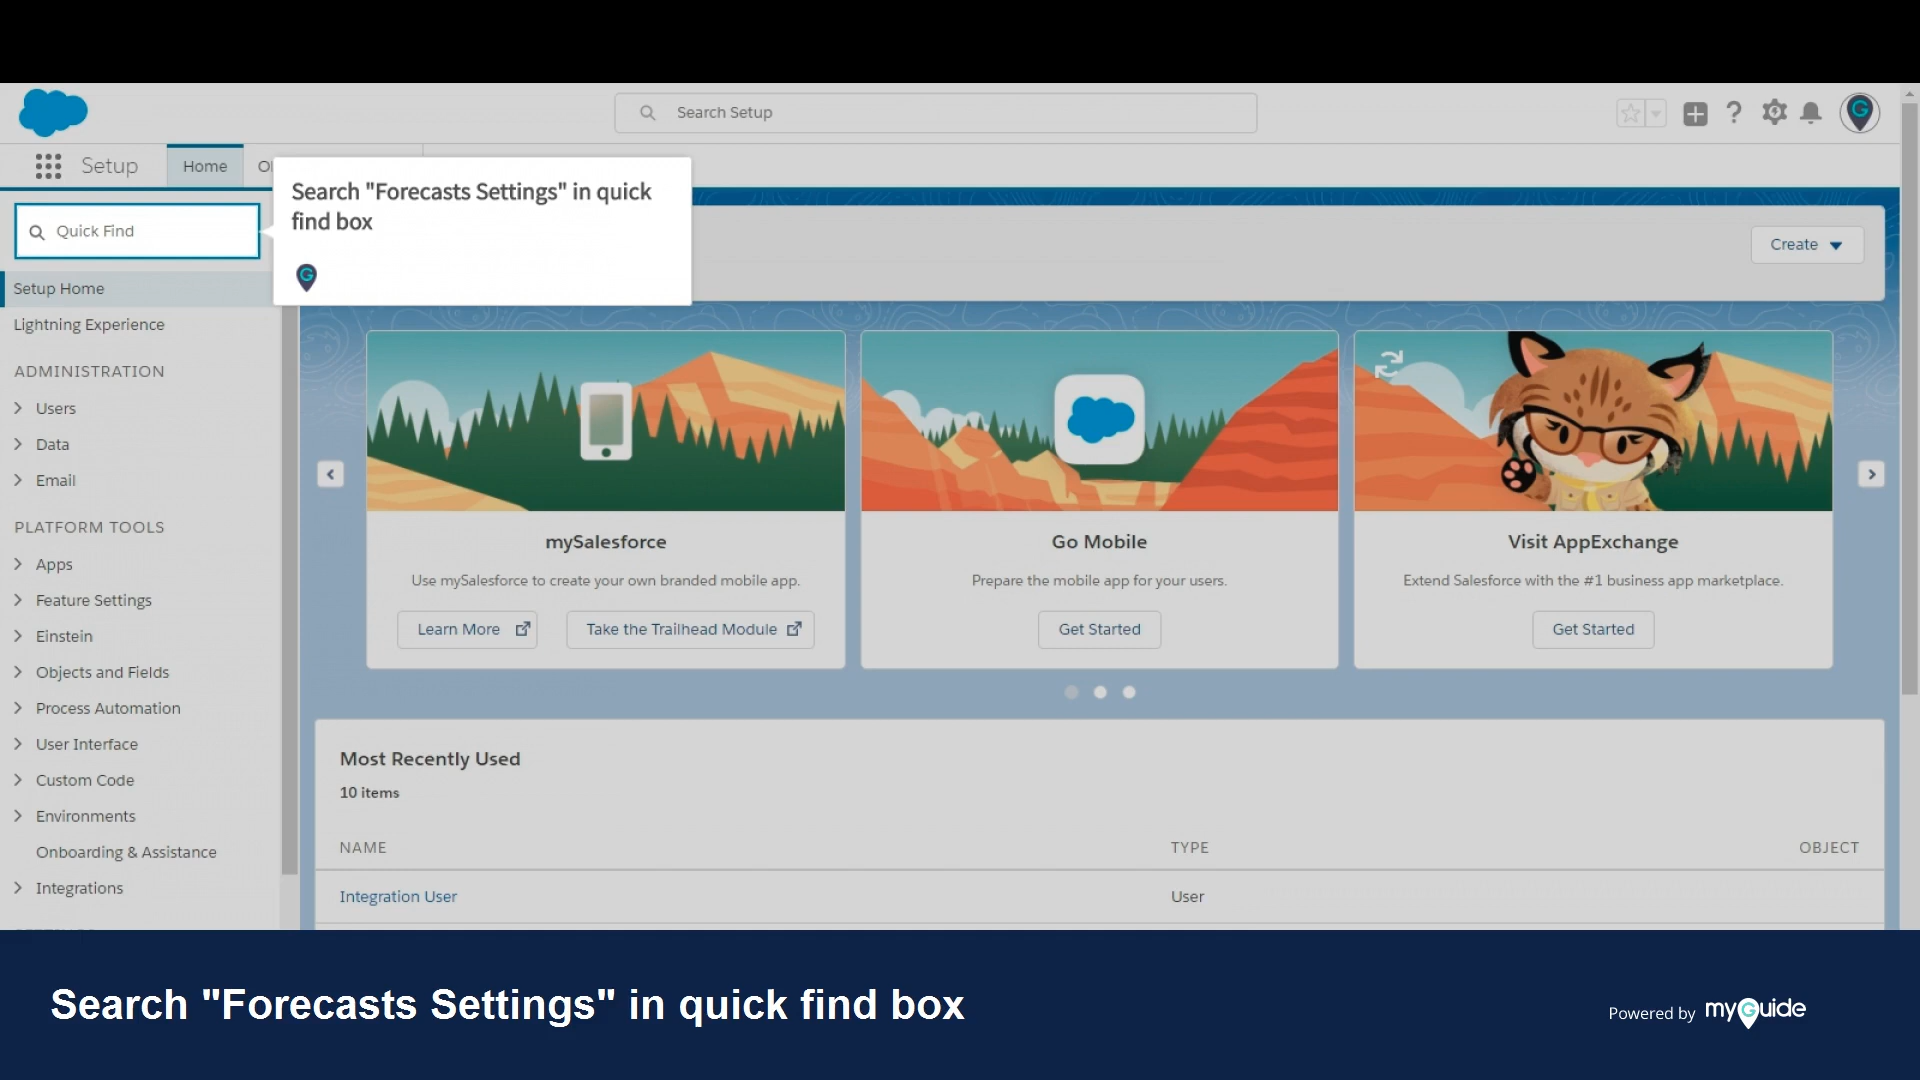 Search Setup
Setup
Home
Search "Forecasts Settings" in quick
find box
Quick Find
Create
Setup Home
Lightning Experience
ADMINISTRATION
Users
Data
Email
PLATFORM TOOLS
Apps
Feature Settings
Einstein
Objects and Fields
Process Automation
User Interface
Custom Code
Environments
Onboarding & Assistance
Integrations
mySalesforce
Use mySalesforce to create your own branded mobile app.
Learn More
Take the Trailhead Module
Go Mobile
Prepare the mobile app for your users.
Get Started
Visit AppExchange
Extend Salesforce with the #1 business app marketplace.
Get Started
Most Recently Used
10 items
NAME TYPE OBJECT
Integration User User
Search "Forecasts Settings" in quick find box
Powered by myGuide